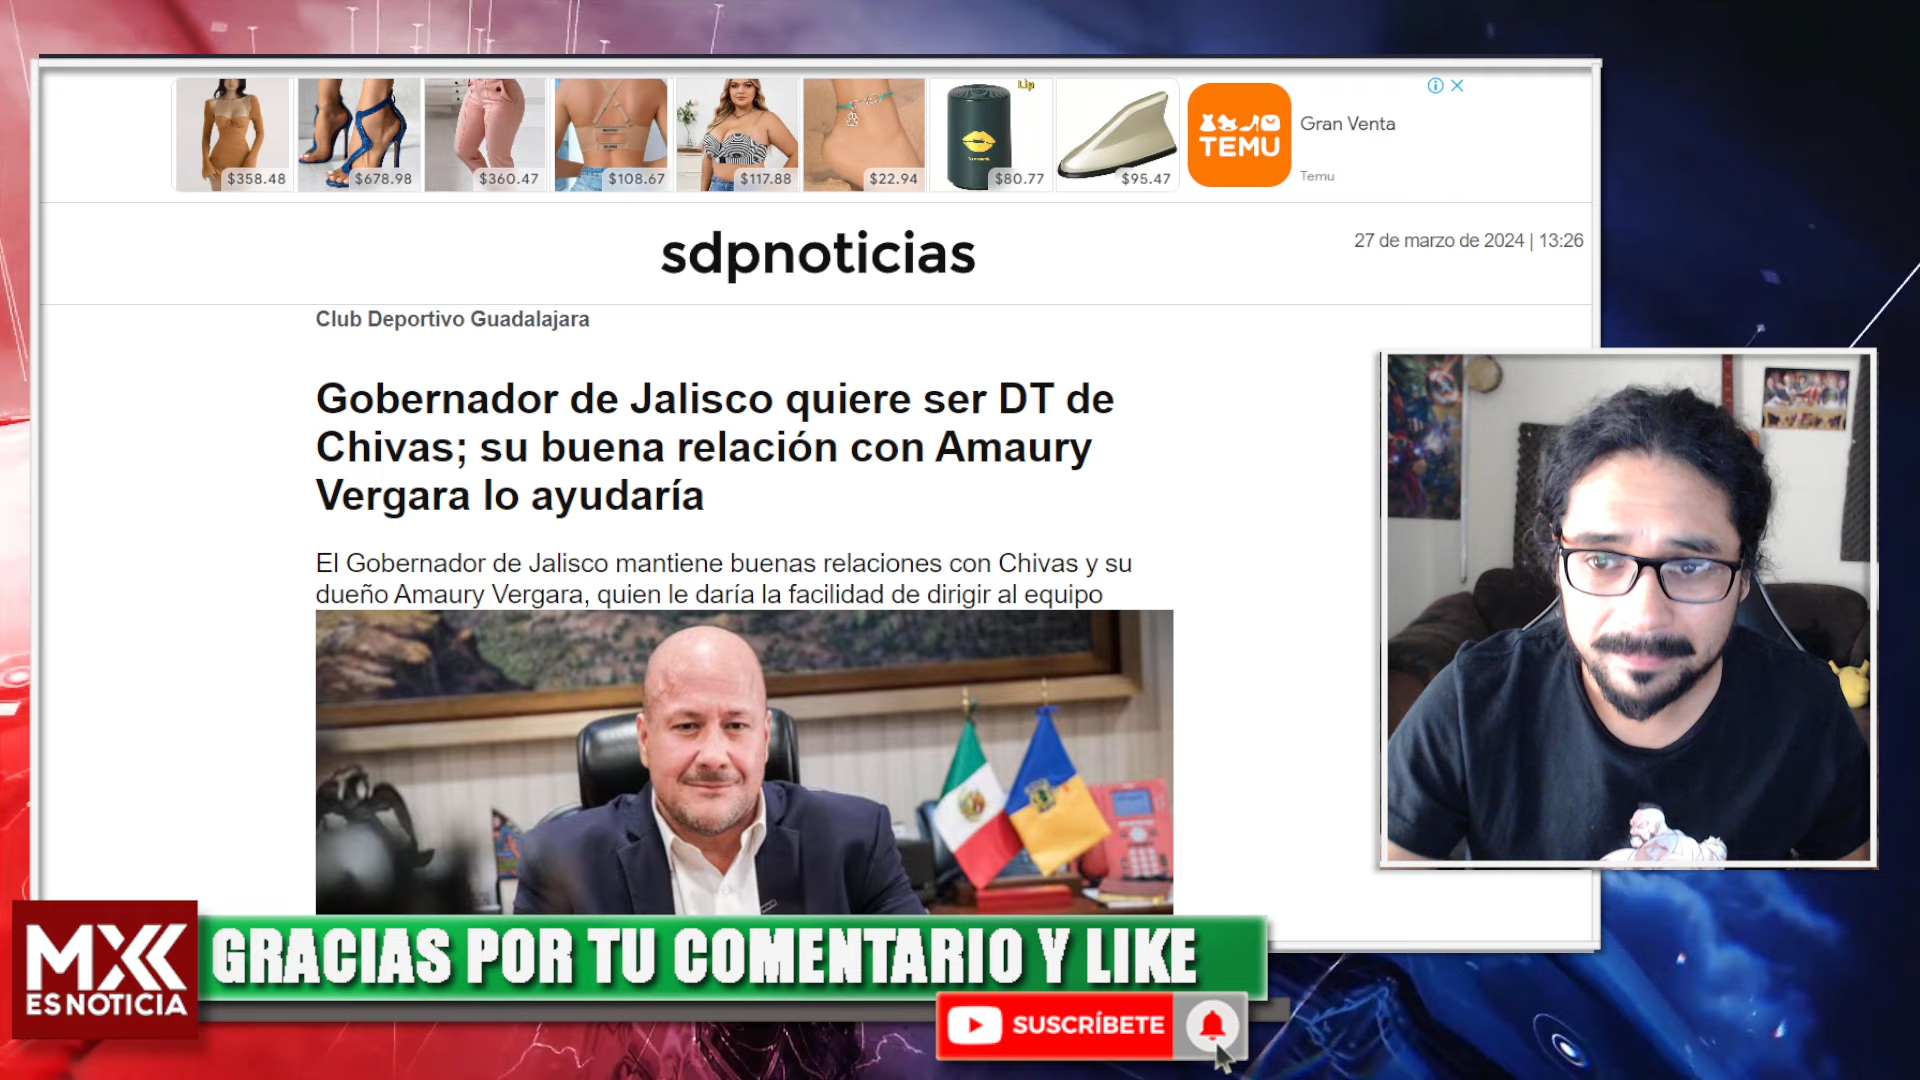 Lip
$358.48
$678.98
$360.47
$108.67
$117.88
$22.94
$80.77
$95.47
TEMU
Gran Venta
Temu
sdpnoticias
27 de marzo de 2024 | 13:26
Club Deportivo Guadalajara
Gobernador de Jalisco quiere ser DT de
Chivas; su buena relación con Amaury
Vergara lo ayudaría
El Gobernador de Jalisco mantiene buenas relaciones con Chivas y su
dueño Amaury Vergara, quien le daría la facilidad de dirigir al equipo
MX
ES NOTICIA
GRACIAS POR TU COMENTARIO Y LIKE
SUSCRÍBETE